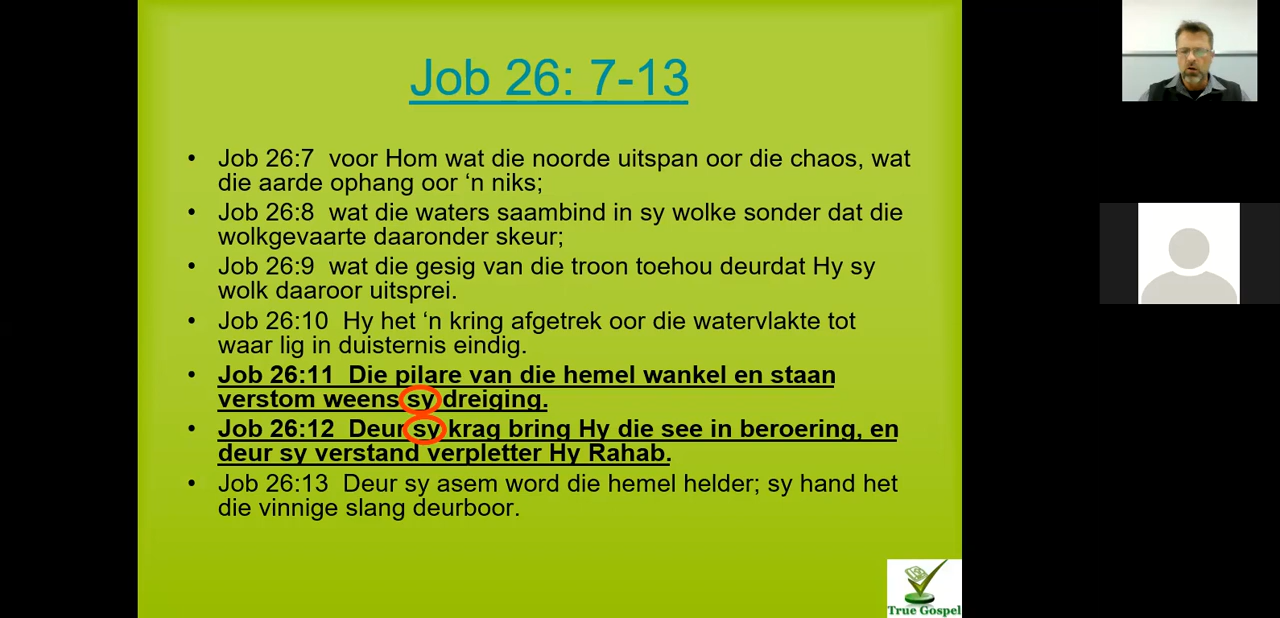 Job 26: 7-13
• Job 26:7 voor Hom wat die noorde uitspan oor die chaos, wat
die aarde ophang oor ‘n niks;
• Job 26:8 wat die waters saambind in sy wolke sonder dat die
wolkgevaarte daaronder skeur;
• Job 26:9 wat die gesig van die troon toehou deurdat Hy sy
wolk daaroor uitsprei.
• Job 26:10 Hy het ‘n kring afgetrek oor die watervlakte tot
waar lig in duisternis eindig.
• Job 26:11 Die pilare van die hemel wankel en staan
verstom weens sy dreiging.
• Job 26:12 Deur sy krag bring Hy die see in beroering, en
deur sy verstand verpletter Hy Rahab.
• Job 26:13 Deur sy asem word die hemel helder; sy hand het
die vinnige slang deurboor.
True Gospel